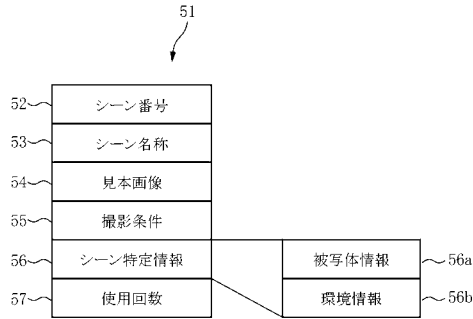 51
52 シーン番号
53 シーン名称
54 見本画像
55 撮影条件
56 シーン特定情報 被写体情報 56a
57 使用回数 環境情報 56b